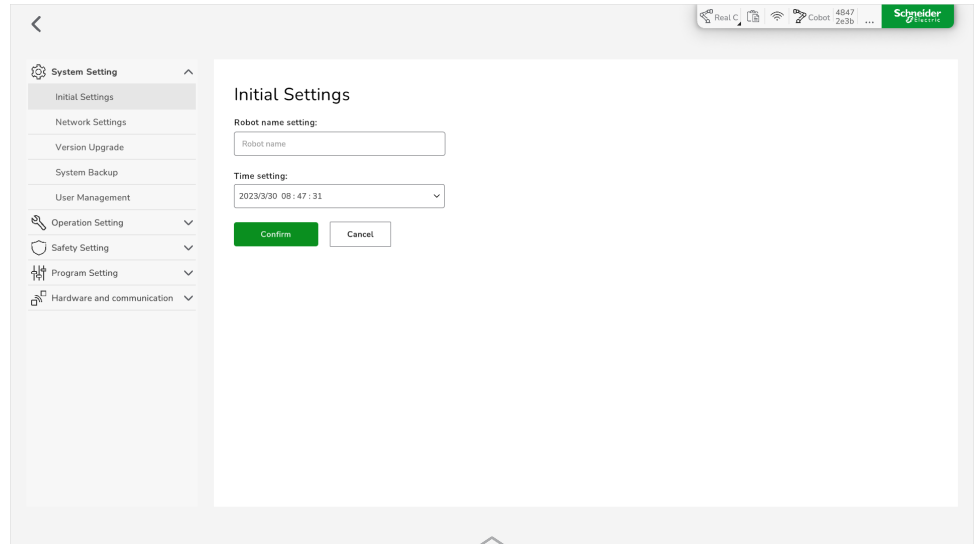 Real C
Cobot
4847
2e3b
...
Schneider
Electric
System Setting
Initial Settings
Network Settings
Version Upgrade
System Backup
User Management
Operation Setting
Safety Setting
Program Setting
Hardware and communication
Initial Settings
Robot name setting:
Robot name
Time setting:
2023/3/30 08 : 47 : 31
Confirm
Cancel